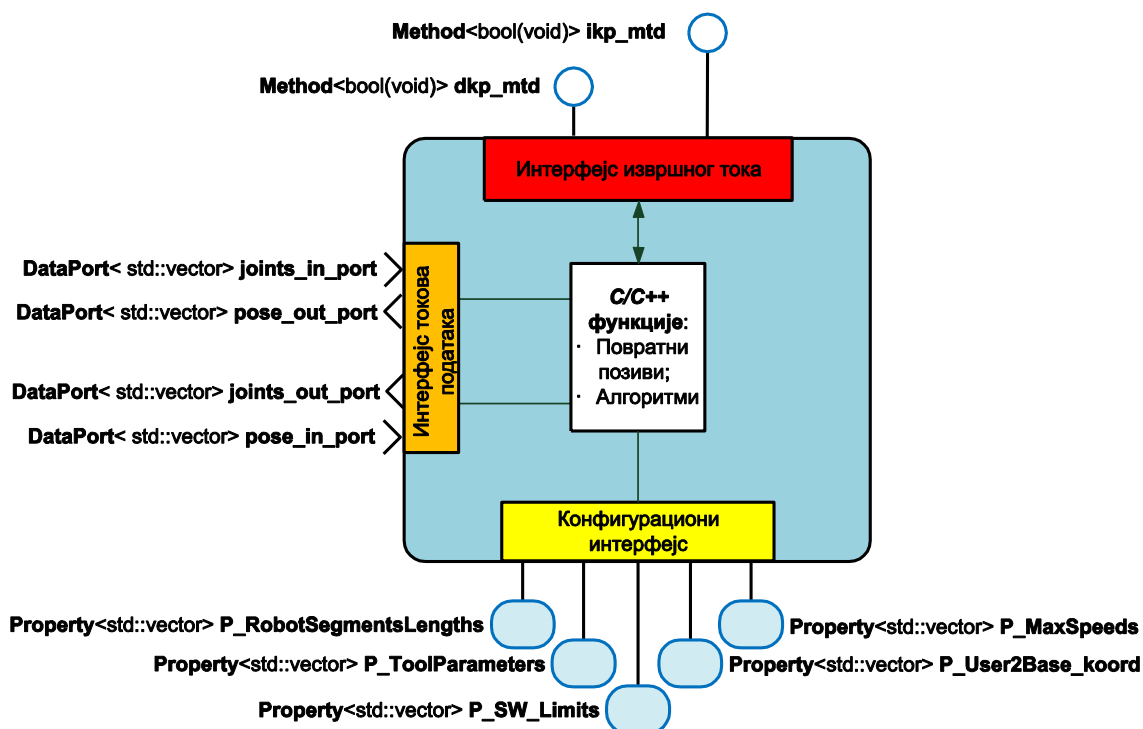 Method<bool(void)> ikp_mtd
Method<bool(void)> dkp_mtd
Интерфејс извршног тока
DataPort< std::vector> joints_in_port
DataPort< std::vector> pose_out_port
DataPort< std::vector> joints_out_port
DataPort< std::vector> pose_in_port
Интерфејс токова
података
C/C++
функције:
· Повратни
позиви;
· Алгоритми
Конфигурациони
интерфејс
Property<std::vector> P_RobotSegmentsLengths
Property<std::vector> P_MaxSpeeds
Property<std::vector> P_ToolParameters
Property<std::vector> P_User2Base_koord
Property<std::vector> P_SW_Limits